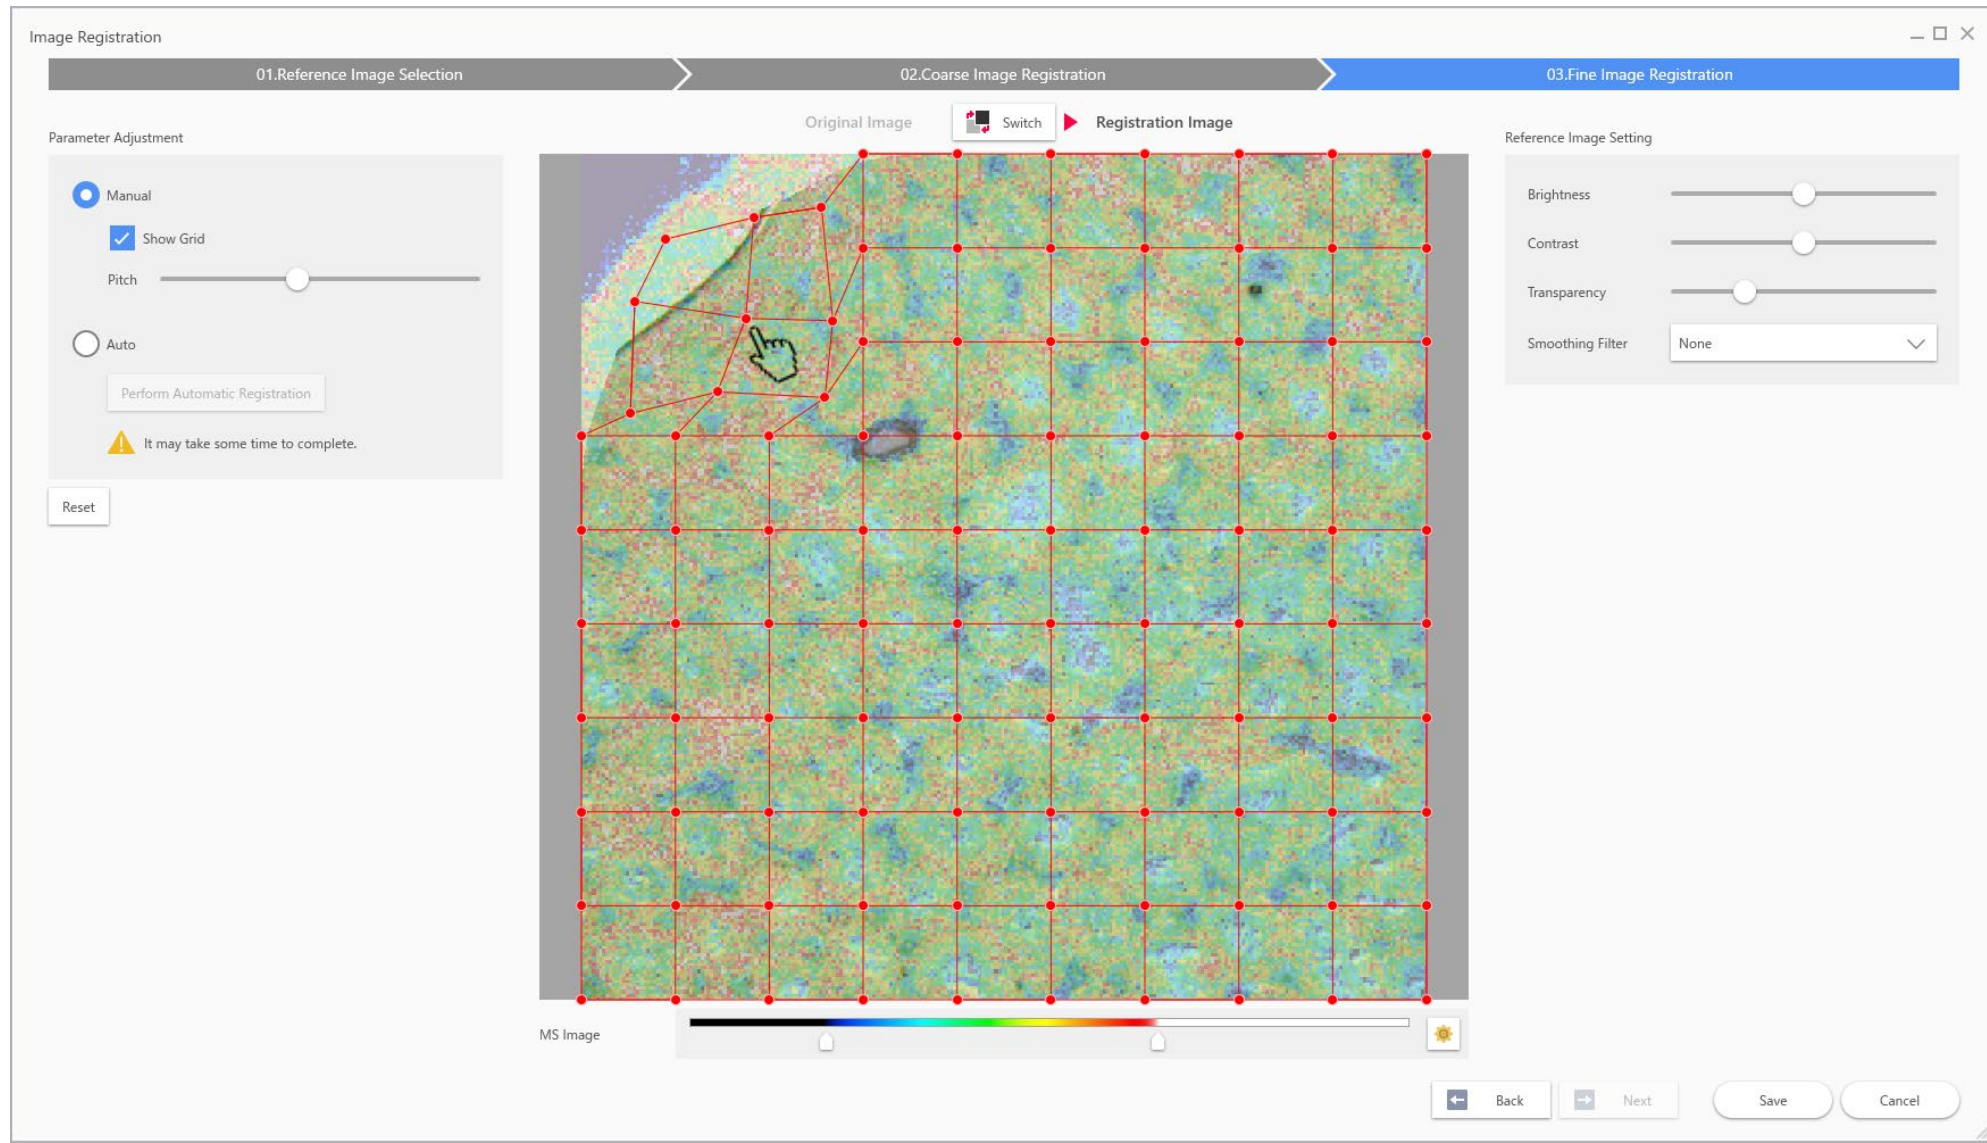 Image Registration
01.Reference Image Selection
02.Coarse Image Registration
03.Fine Image Registration
Original Image
Switch
Registration Image
Parameter Adjustment
Manual
Show Grid
Pitch
Auto
Perform Automatic Registration
It may take some time to complete.
Reset
Reference Image Setting
Brightness
Contrast
Transparency
Smoothing Filter
None
MS Image
Back
Next
Save
Cancel